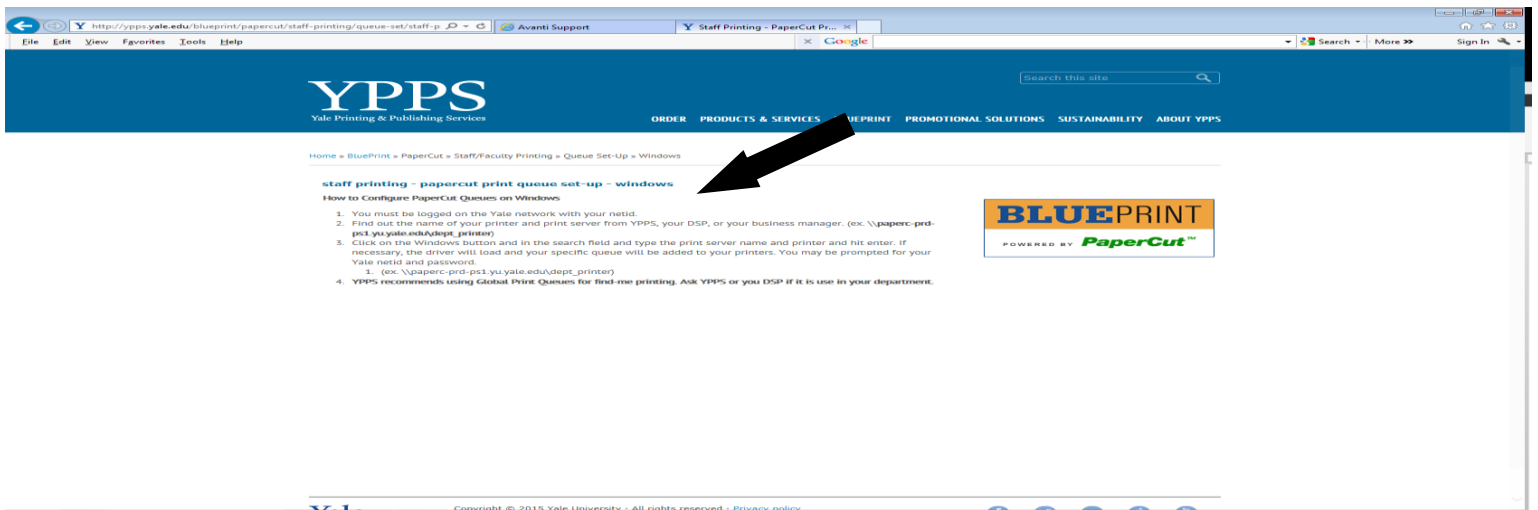 http://ypps.yale.edu/blueprint/papercut/staff-printing/queue-set/staff-p
Avanti Support
Staff Printing - PaperCut Pr...
File Edit View Favorites Tools Help
Google
Search
More >>
Sign In
YPPS
Yale Printing & Publishing Services
Search this site
ORDER PRODUCTS & SERVICES UEPRINT PROMOTIONAL SOLUTIONS SUSTAINABILITY ABOUT YPPS
Home » BluePrint » PaperCut » Staff/Faculty Printing » Queue Set-Up » Windows
staff printing - papercut print queue set-up - windows
How to Configure PaperCut Queues on Windows
1. You must be logged on the Yale network with your netid.
2. Find out the name of your printer and print server from YPPS, your DSP, or your business manager. (ex. \\paperc-prd-
ps1.yu.yale.edu\dept_printer)
3. Click on the Windows button and in the search field and type the print server name and printer and hit enter. If
necessary, the driver will load and your specific queue will be added to your printers. You may be prompted for your
Yale netid and password.
1. (ex. \\paperc-prd-ps1.yu.yale.edu\dept_printer)
4. YPPS recommends using Global Print Queues for find-me printing. Ask YPPS or you DSP if it is use in your department.
BLUEPRINT
POWERED BY PaperCut™
Yale
Copyright © 2015 Yale University · All rights reserved · Privacy policy